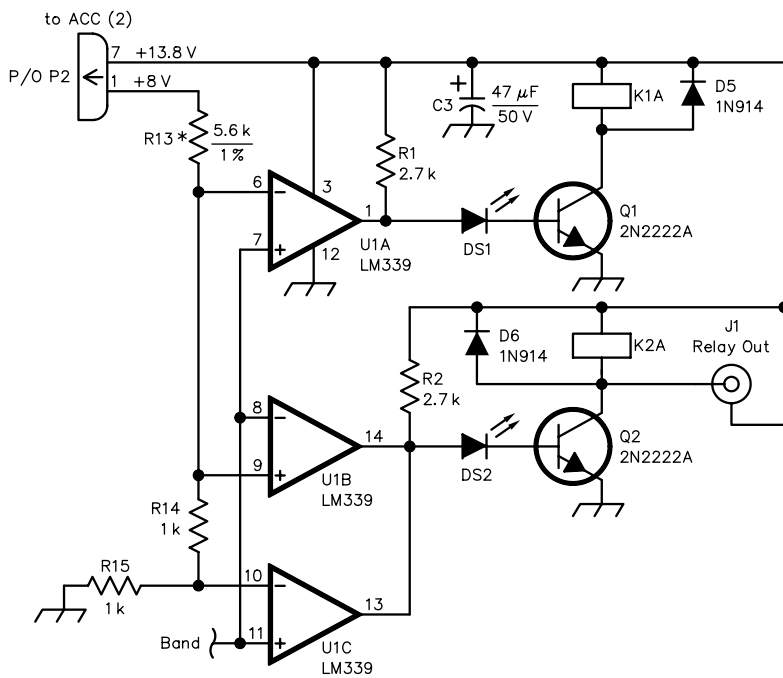 to ACC (2)
P/O P2
7 +13.8 V
1 +8 V
R13* 5.6 k
1%
C3 + 47 µF
50 V
R1
2.7 k
K1A
D5
1N914
6
7
−
+
3
12
1
U1A
LM339
DS1
Q1
2N2222A
D6
1N914
K2A
J1
Relay Out
R2
2.7 k
8
9
−
+
14
U1B
LM339
DS2
Q2
2N2222A
R14
1 k
R15
1 k
10
11
−
+
13
U1C
LM339
Band